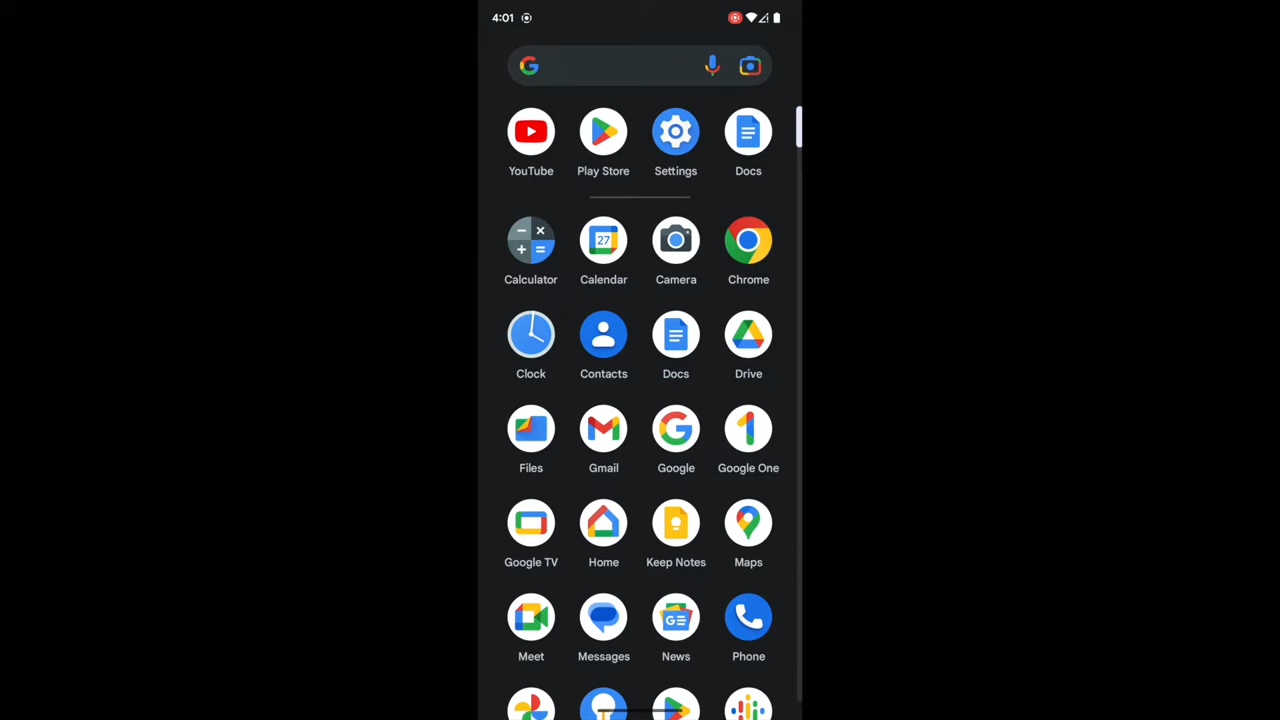 4:01
YouTube Play Store Settings Docs
27
Calculator Calendar Camera Chrome
Clock Contacts Docs Drive
Files Gmail Google Google One
Google TV Home Keep Notes Maps
GE
Meet Messages News Phone